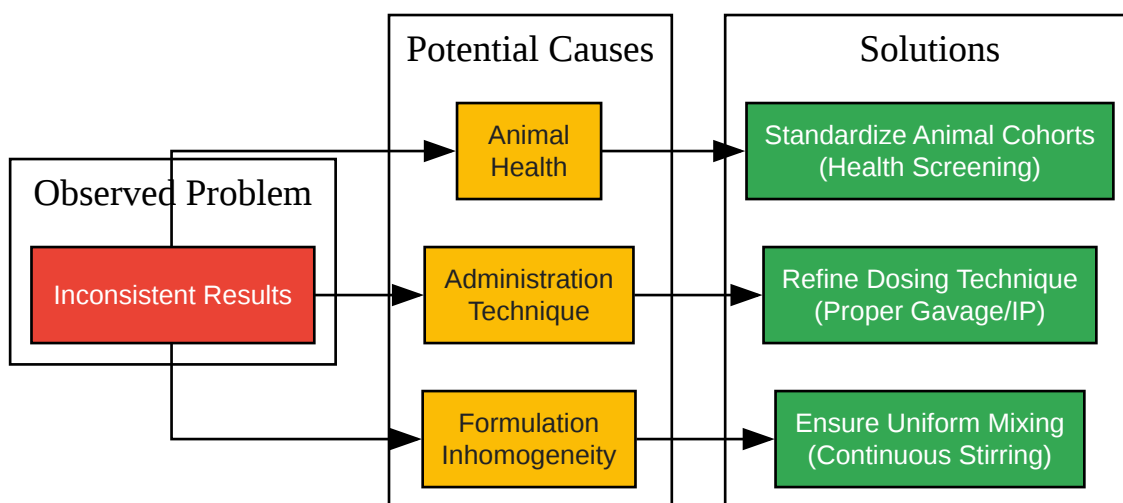 Observed Problem
Inconsistent Results
Potential Causes
Animal
Health
Administration
Technique
Formulation
Inhomogeneity
Solutions
Standardize Animal Cohorts
(Health Screening)
Refine Dosing Technique
(Proper Gavage/IP)
Ensure Uniform Mixing
(Continuous Stirring)